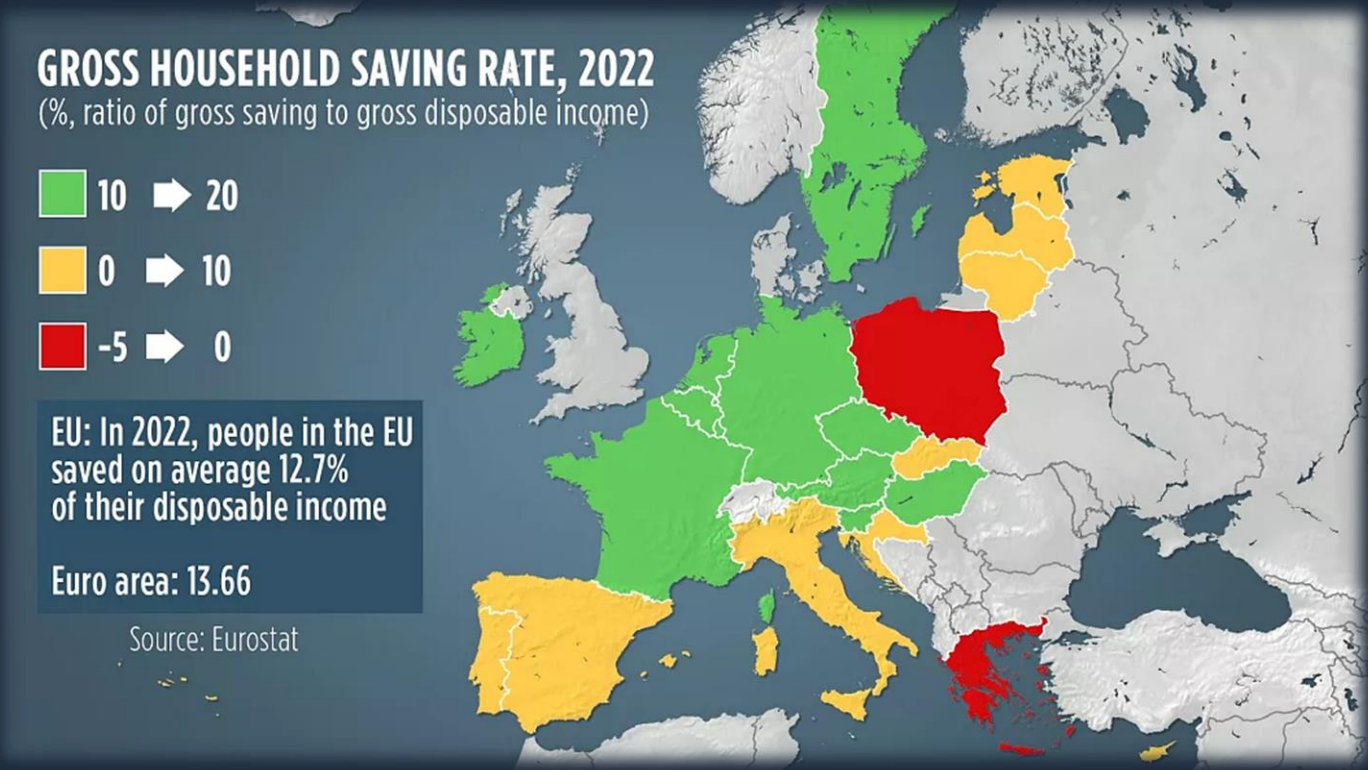 GROSS HOUSEHOLD SAVING RATE, 2022
(%, ratio of gross saving to gross disposable income)
10 ➡ 20
0 ➡ 10
-5 ➡ 0
EU: In 2022, people in the EU
saved on average 12.7%
of their disposable income
Euro area: 13.66
Source: Eurostat